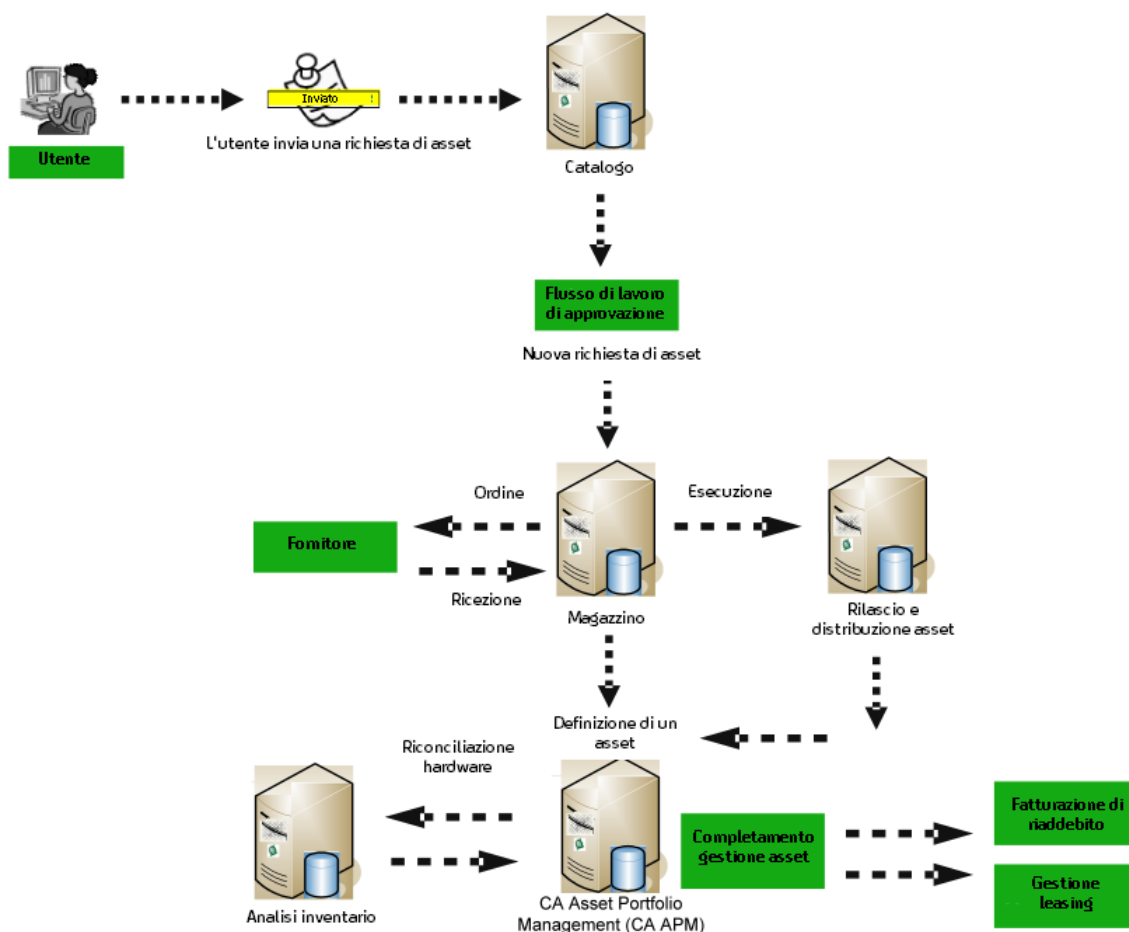 Inviato !
Utente
L'utente invia una richiesta di asset
Catalogo
Flusso di lavoro
di approvazione
Nuova richiesta di asset
Ordine
Esecuzione
Fornitore
Ricezione
Magazzino
Rilascio e
distribuzione asset
Definizione di un
asset
Riconciliazione
hardware
Fatturazione di
riaddebito
Completamento
gestione asset
Gestione
leasing
Analisi inventario
CA Asset Portfolio
Management (CA APM)